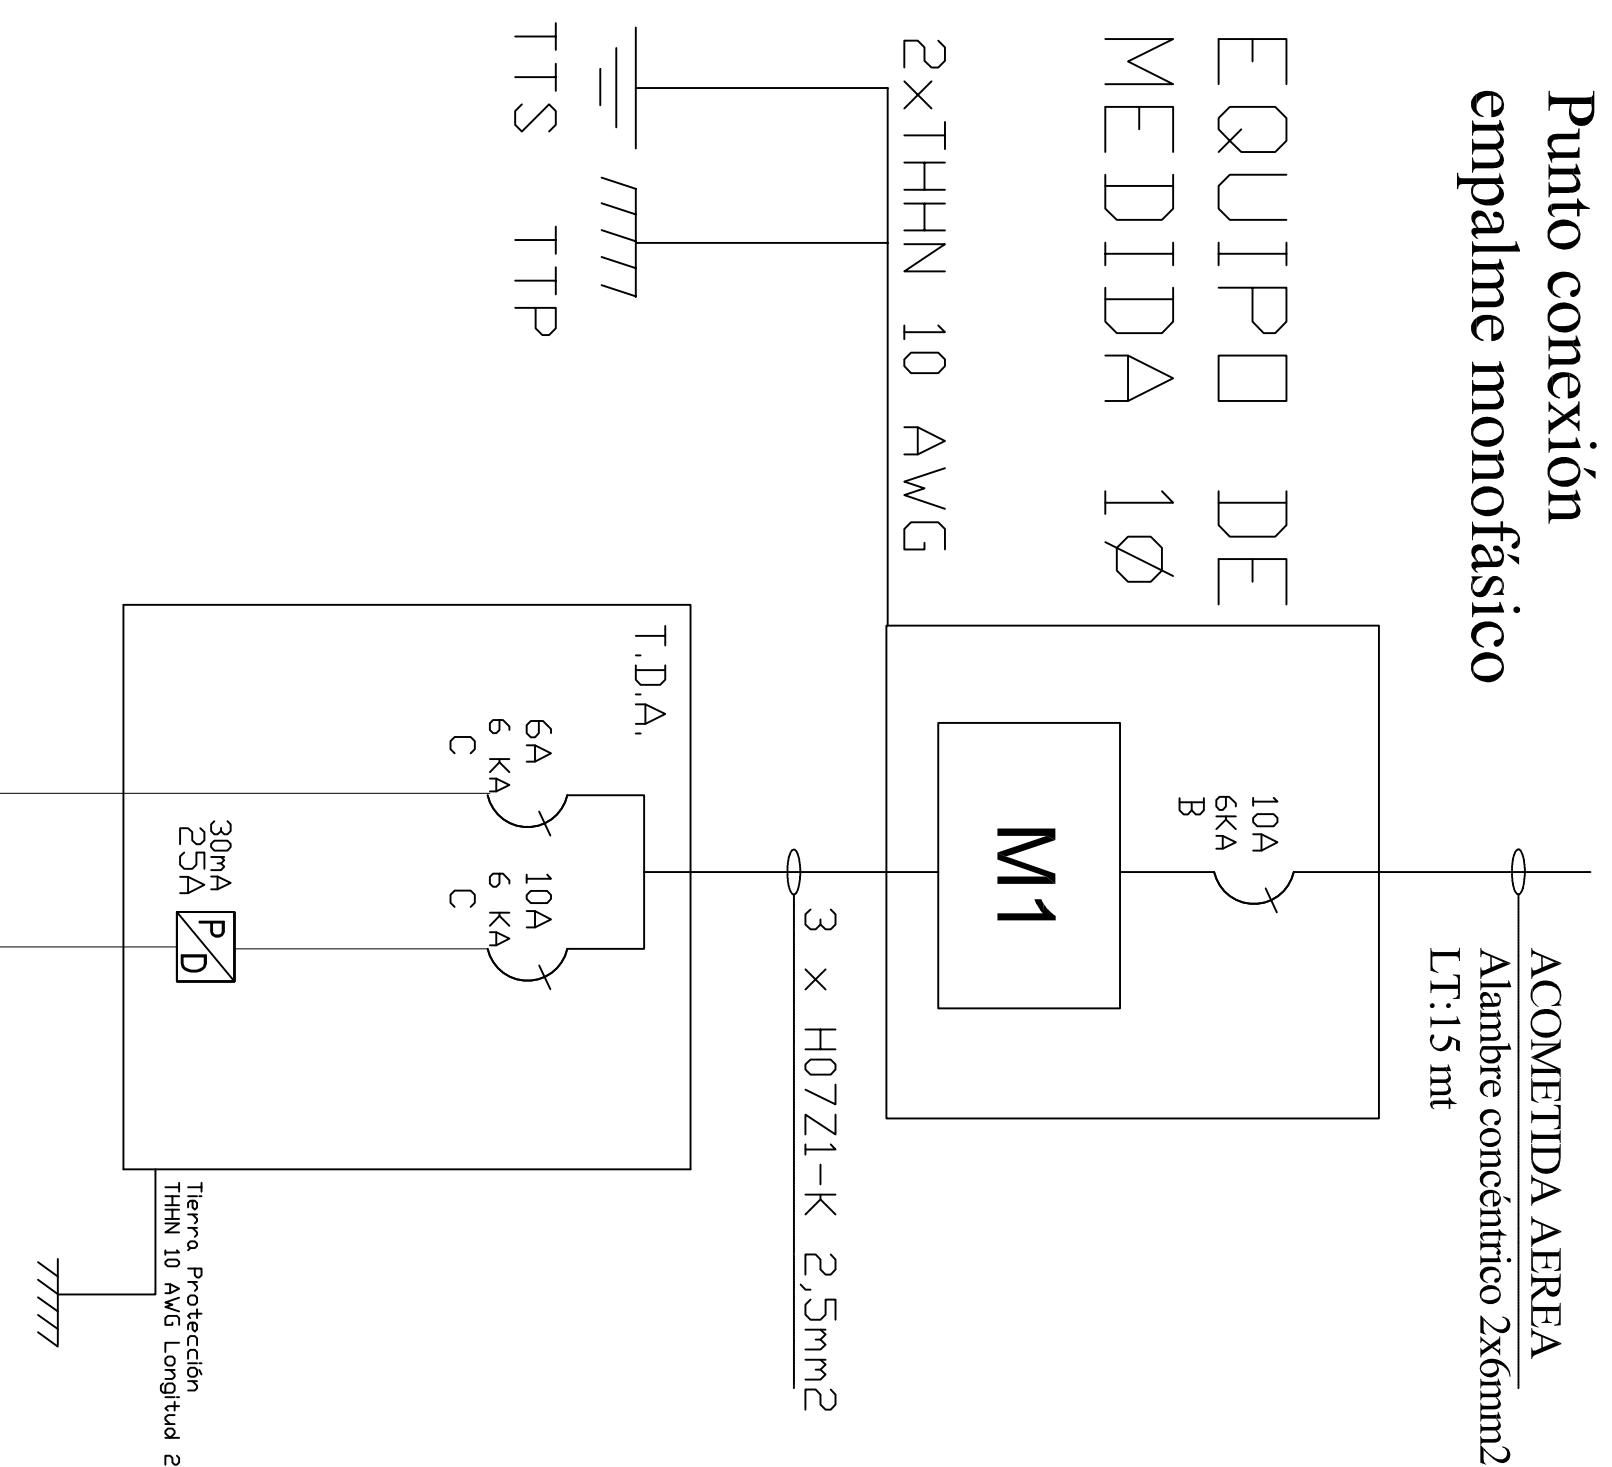 Punto conexión
empalme monofásico
EQUIPO DE
MEDIDA 1Ø
ACOMETIDA AEREA
Alambre concéntrico 2x6mm2
LT:15 mt
10A
6KA
B
M1
2xTHHN 10 AWG
TTS
TTP
3 x H07Z1-K 2,5mm2
T.D.A.
6A
6 KA
C
10A
6 KA
C
30mA
25A
P
D
Tierra Protección
THHN 10 AWG Longitud 2